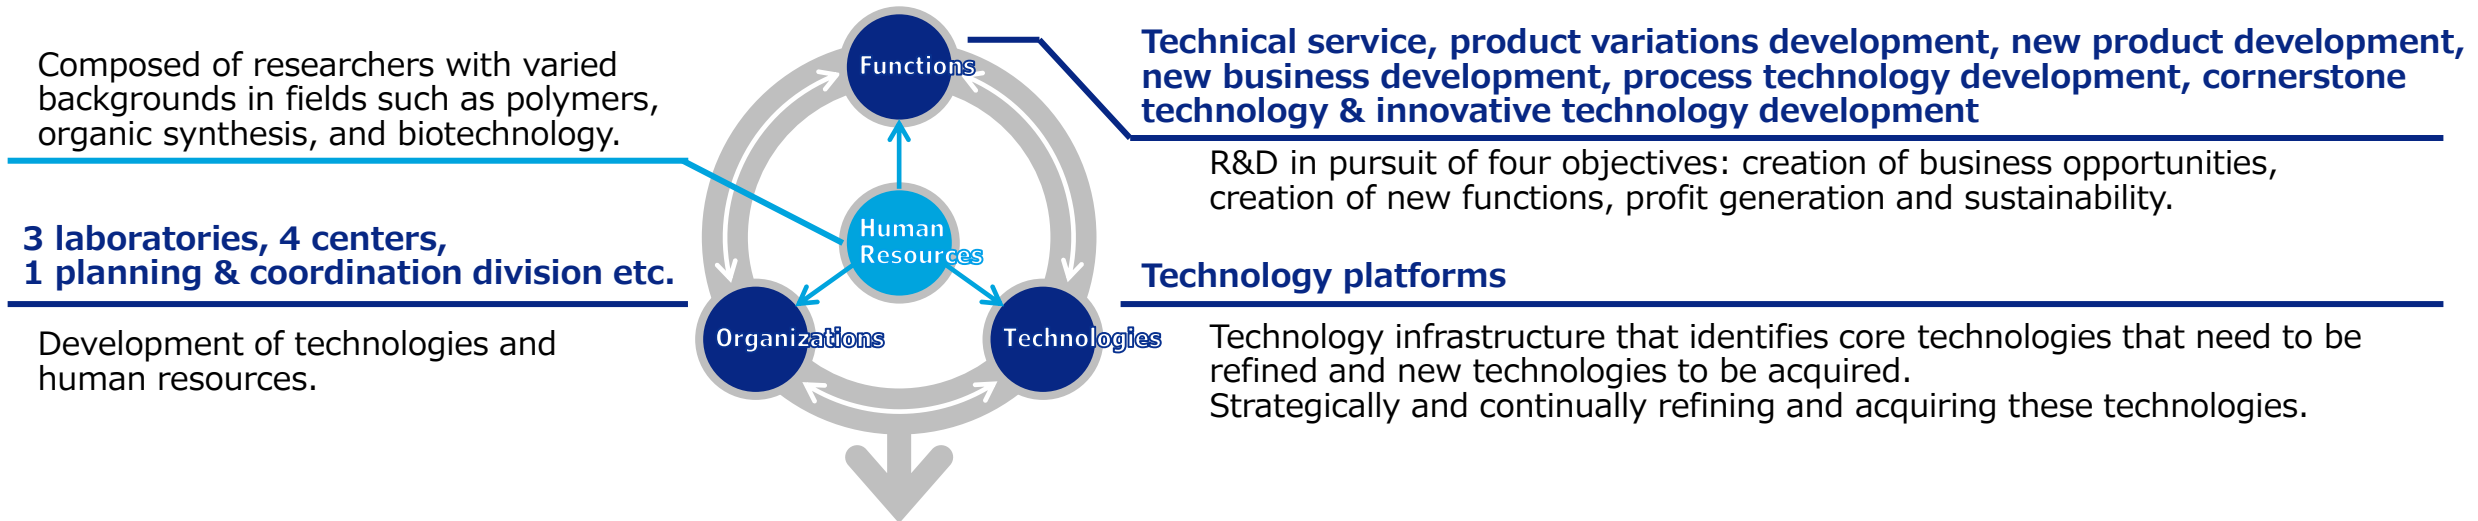 Composed of researchers with varied
backgrounds in fields such as polymers,
organic synthesis, and biotechnology.
3 laboratories, 4 centers,
1 planning & coordination division etc.
Development of technologies and
human resources.
Functions
Human
Resources
Organizations
Technologies
Technical service, product variations development, new product development,
new business development, process technology development, cornerstone
technology & innovative technology development
R&D in pursuit of four objectives: creation of business opportunities,
creation of new functions, profit generation and sustainability.
Technology platforms
Technology infrastructure that identifies core technologies that need to be
refined and new technologies to be acquired.
Strategically and continually refining and acquiring these technologies.